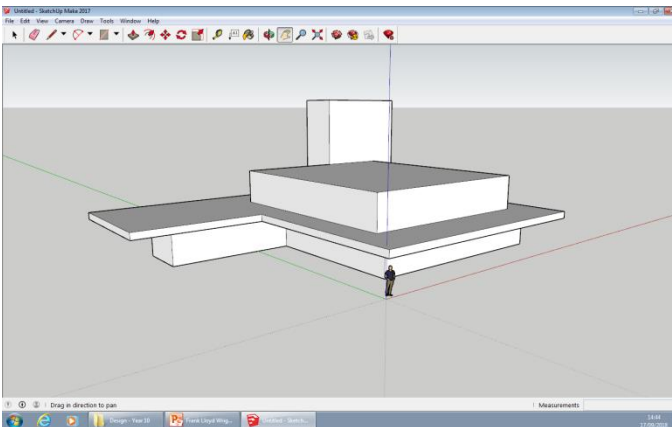 Untitled - SketchUp Make 2017
File Edit View Camera Draw Tools Window Help
Drag in direction to pan
Measurements
Design - Year 10
Frank Lloyd Wrig...
Untitled - Sketch...
14:44